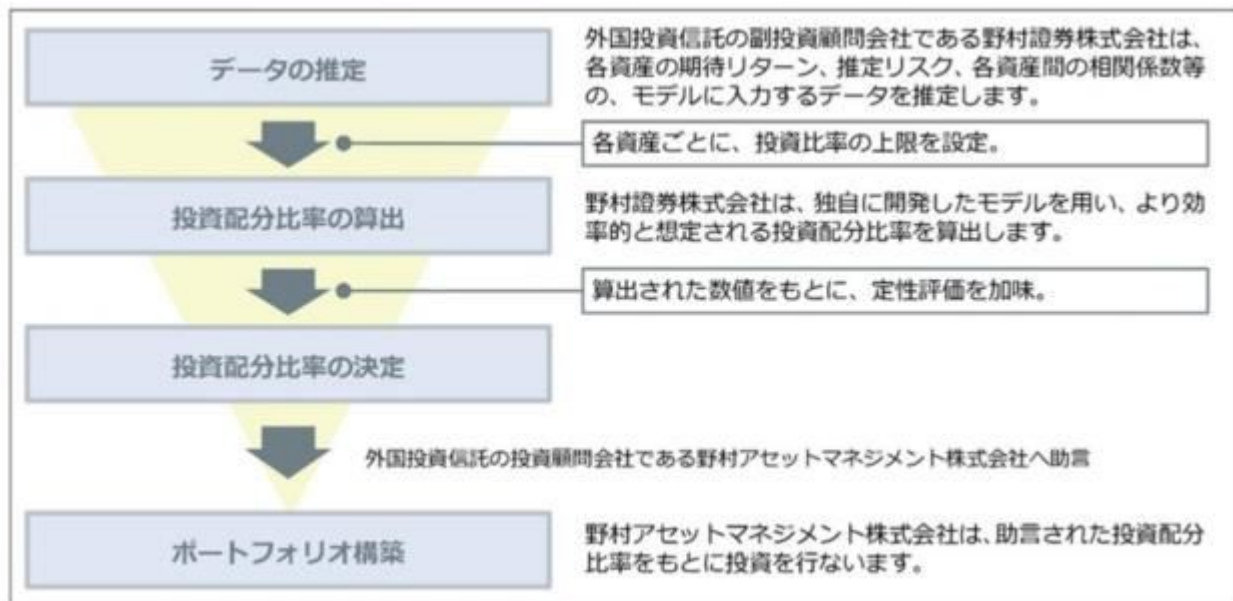 データの推定
外国投資信託の副投資顧問会社である野村證券株式会社は、
各資産の期待リターン、推定リスク、各資産間の相関係数等
の、モデルに入力するデータを推定します。
各資産ごとに、投資比率の上限を設定。
投資配分比率の算出
野村證券株式会社は、独自に開発したモデルを用い、より効
率的と想定される投資配分比率を算出します。
算出された数値をもとに、定性評価を加味。
投資配分比率の決定
外国投資信託の投資顧問会社である野村アセットマネジメント株式会社へ助言
ポートフォリオ構築
野村アセットマネジメント株式会社は、助言された投資配分
比率をもとに投資を行ないます。